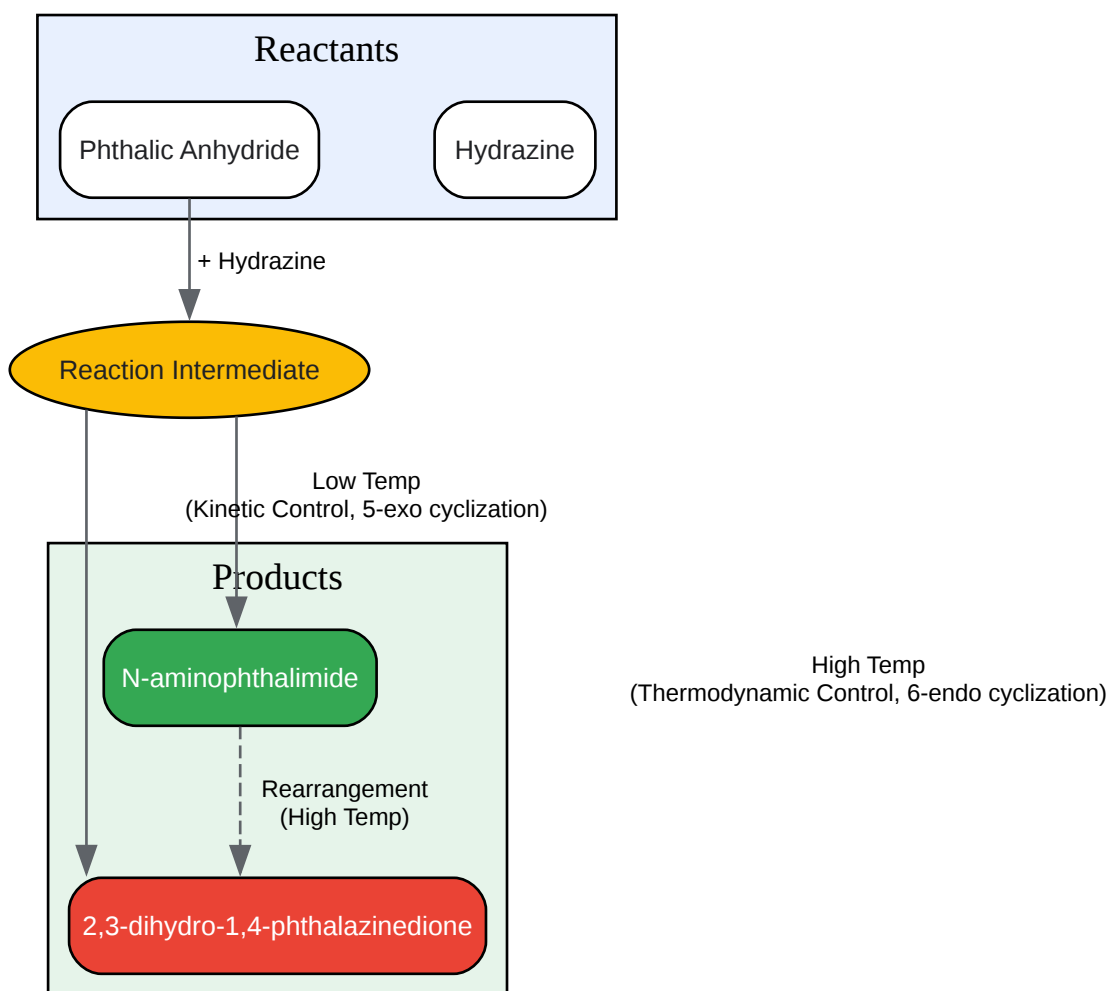 Reactants
Phthalic Anhydride
Hydrazine
+ Hydrazine
Reaction Intermediate
Low Temp
(Kinetic Control, 5-exo cyclization)
Products
N-aminophthalimide
High Temp
(Thermodynamic Control, 6-endo cyclization)
Rearrangement
(High Temp)
2,3-dihydro-1,4-phthalazinedione